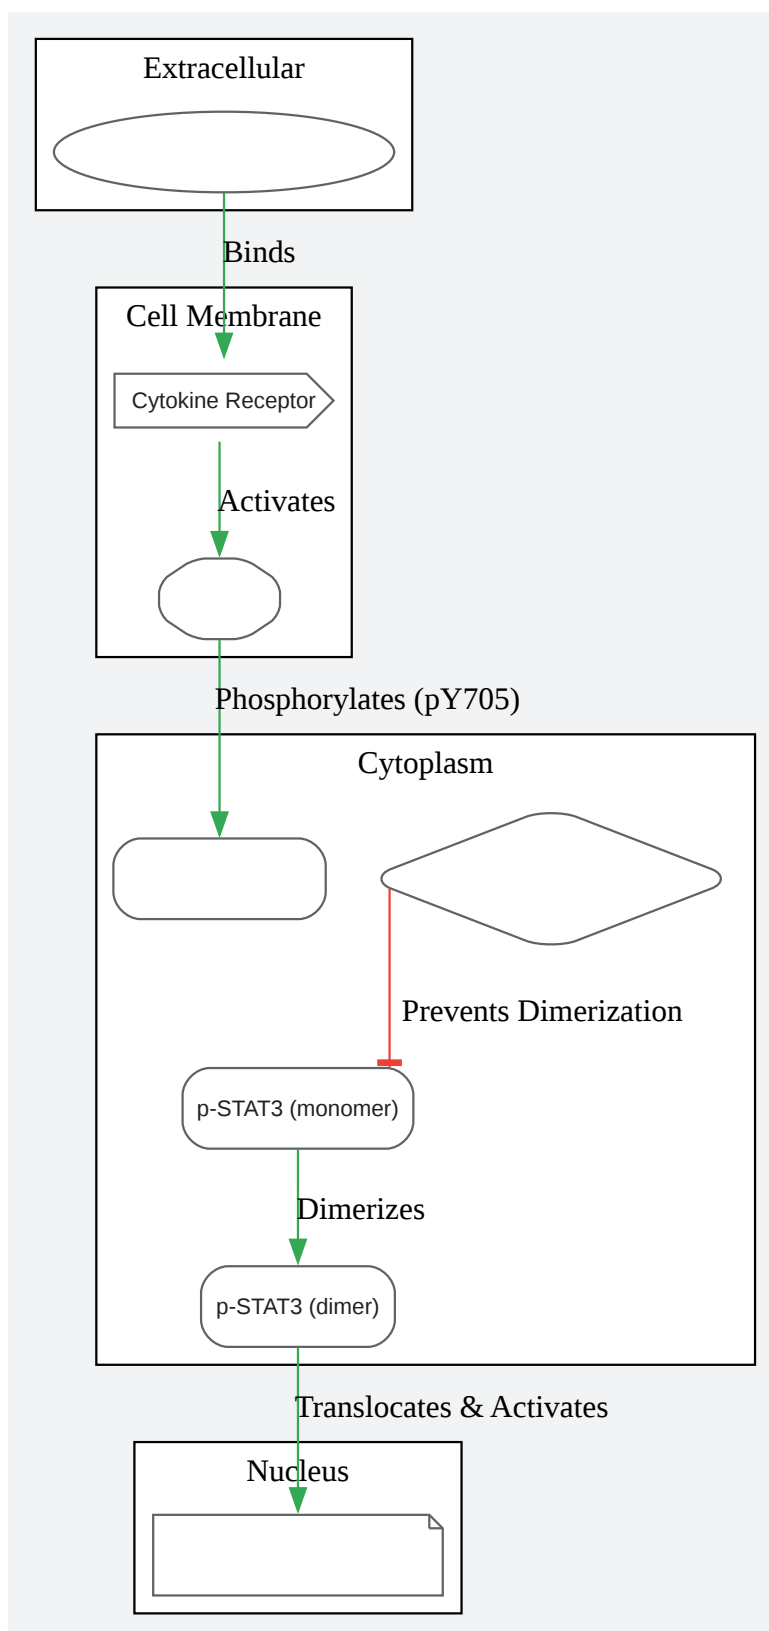 Extracellular
Binds
Cell Membrane
Cytokine Receptor
Activates
Phosphorylates (pY705)
Cytoplasm
Prevents Dimerization
p-STAT3 (monomer)
Dimerizes
p-STAT3 (dimer)
Translocates & Activates
Nucleus